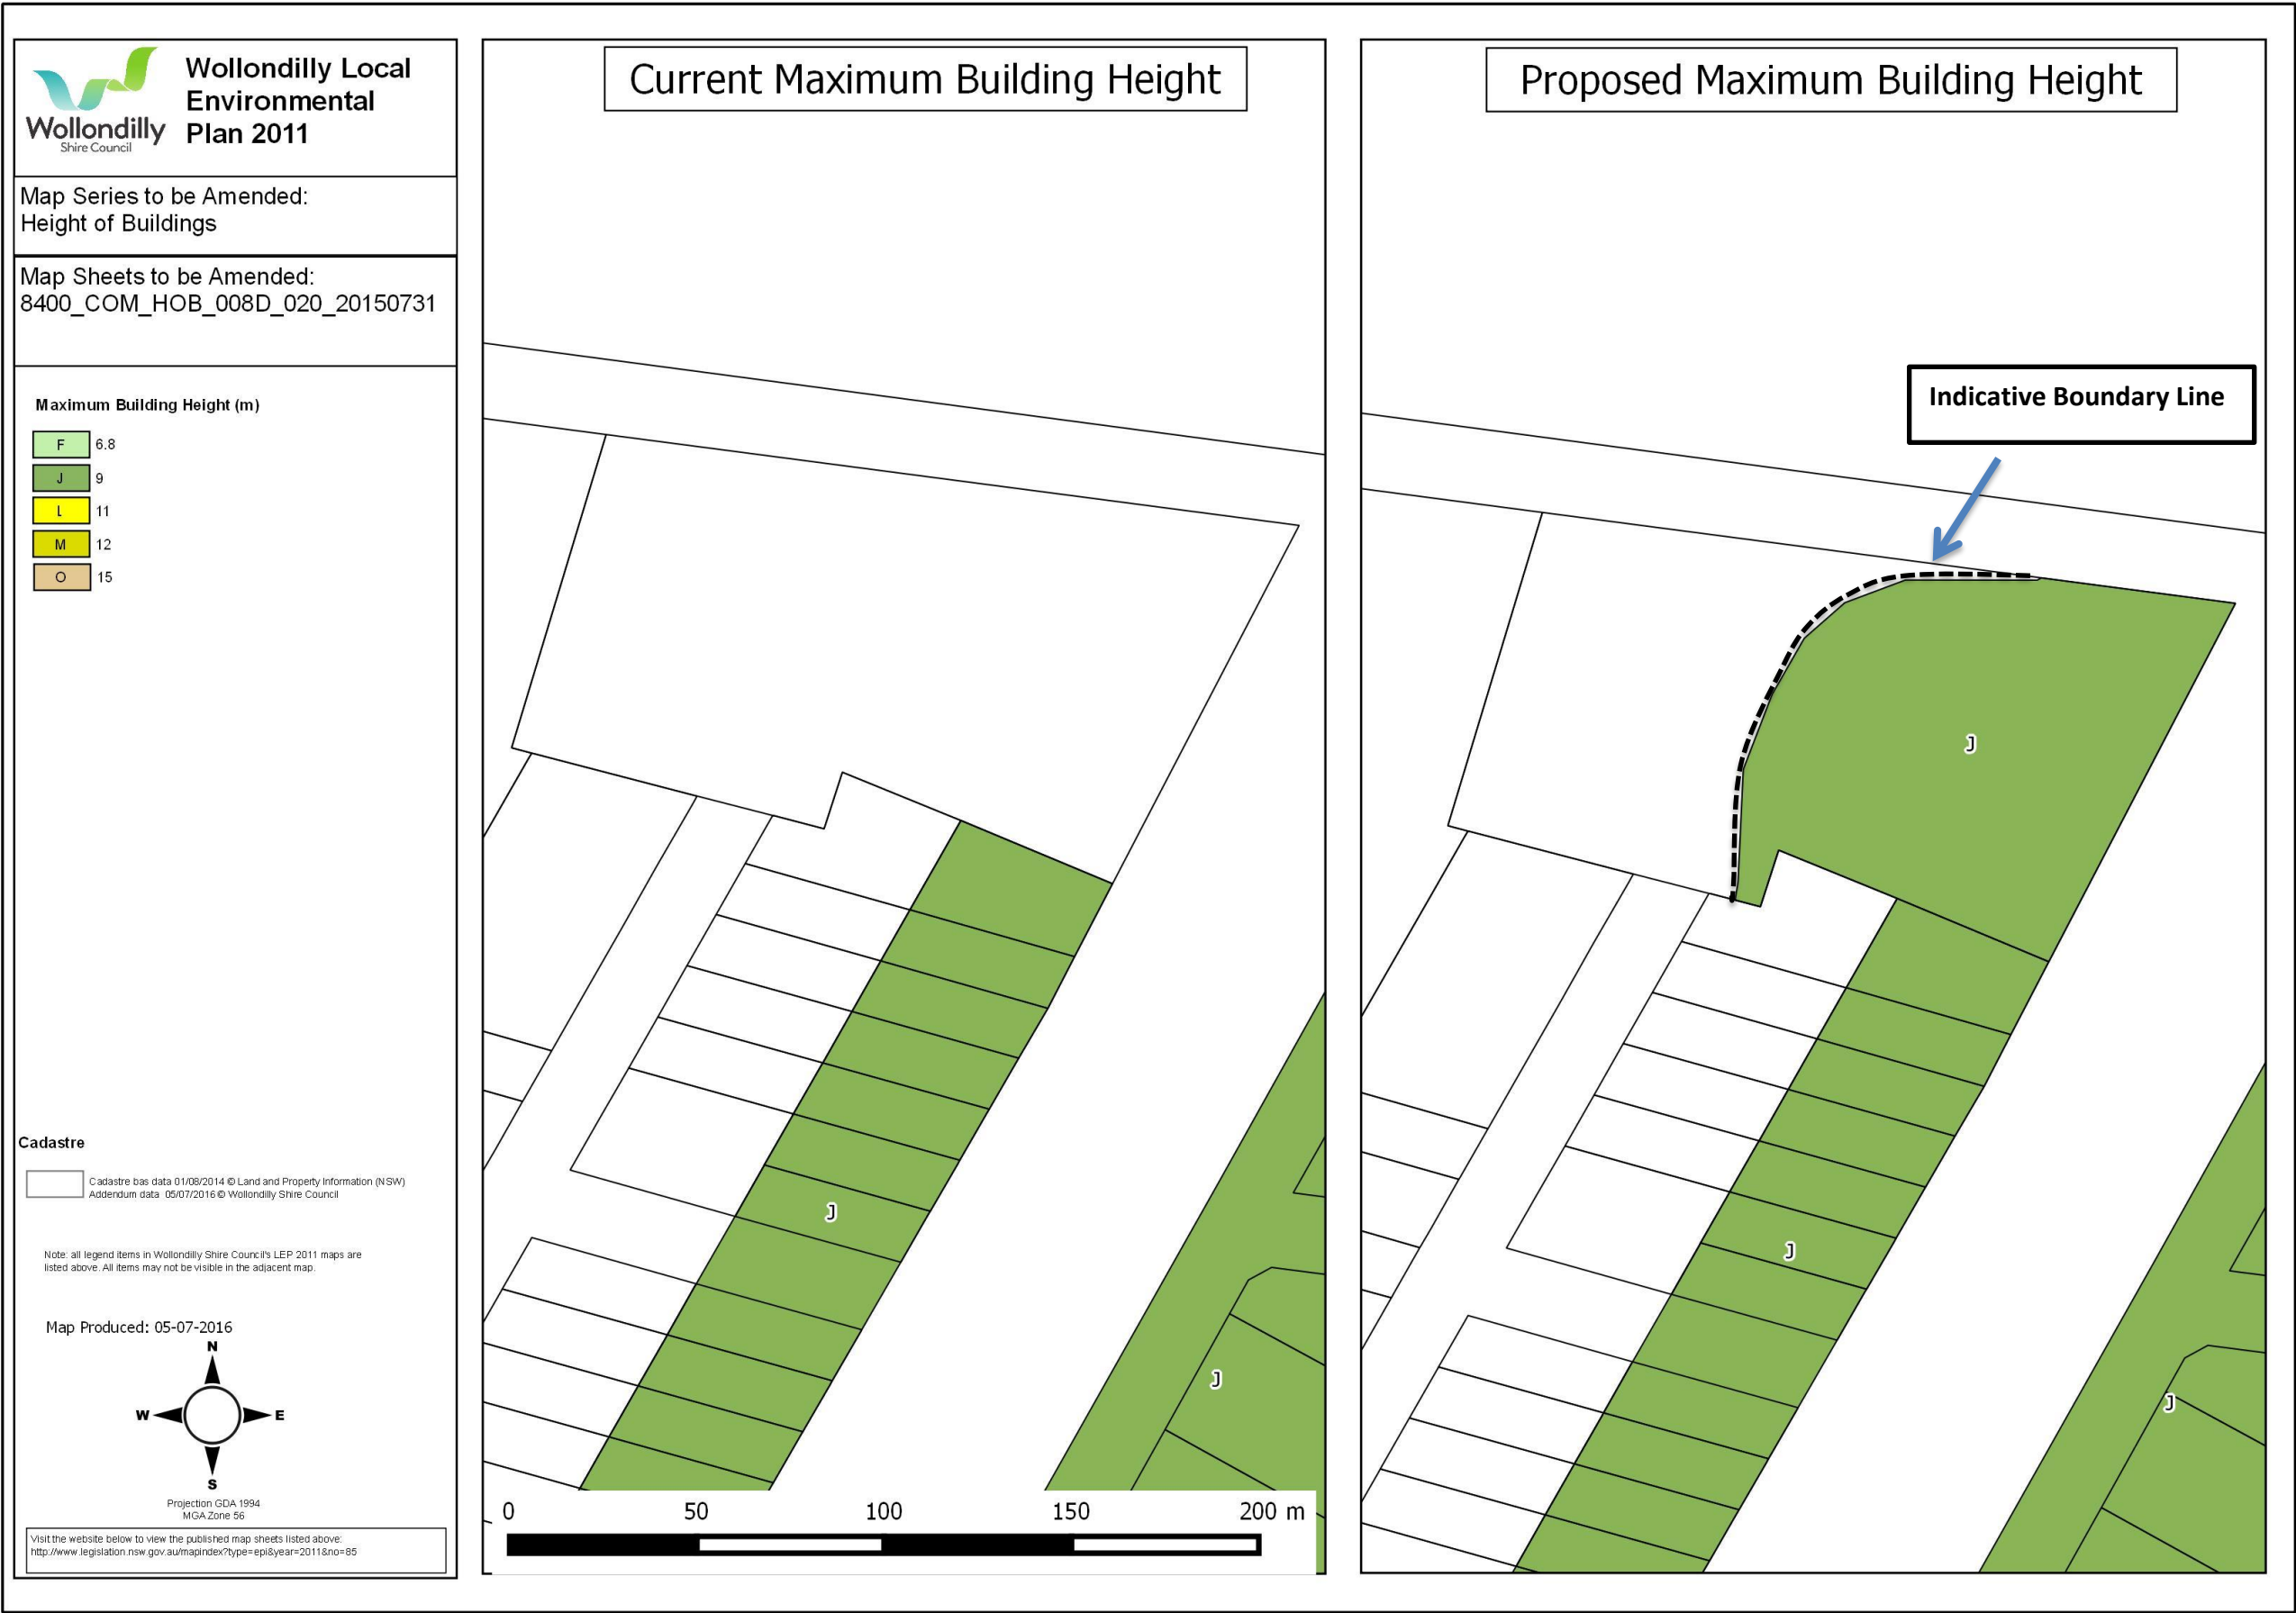 Wollondilly
Shire Council
Wollondilly Local
Environmental
Plan 2011
Map Series to be Amended:
Height of Buildings
Map Sheets to be Amended:
8400_COM_HOB_008D_020_20150731
Maximum Building Height (m)
F 6.8
J 9
L 11
M 12
O 15
Cadastre
Cadastre bas data 01/08/2014 © Land and Property Information (NSW)
Addendum data 05/07/2016 © Wollondilly Shire Council
Note: all legend items in Wollondilly Shire Council's LEP 2011 maps are
listed above. All items may not be visible in the adjacent map.
Map Produced: 05-07-2016
N
W E
S
Projection GDA 1994
MGA Zone 56
Visit the website below to view the published map sheets listed above:
http://www.legislation.nsw.gov.au/mapindex?type=epi&year=2011&no=85
Current Maximum Building Height
J
J
0 50 100 150 200 m
Proposed Maximum Building Height
Indicative Boundary Line
J
J
J